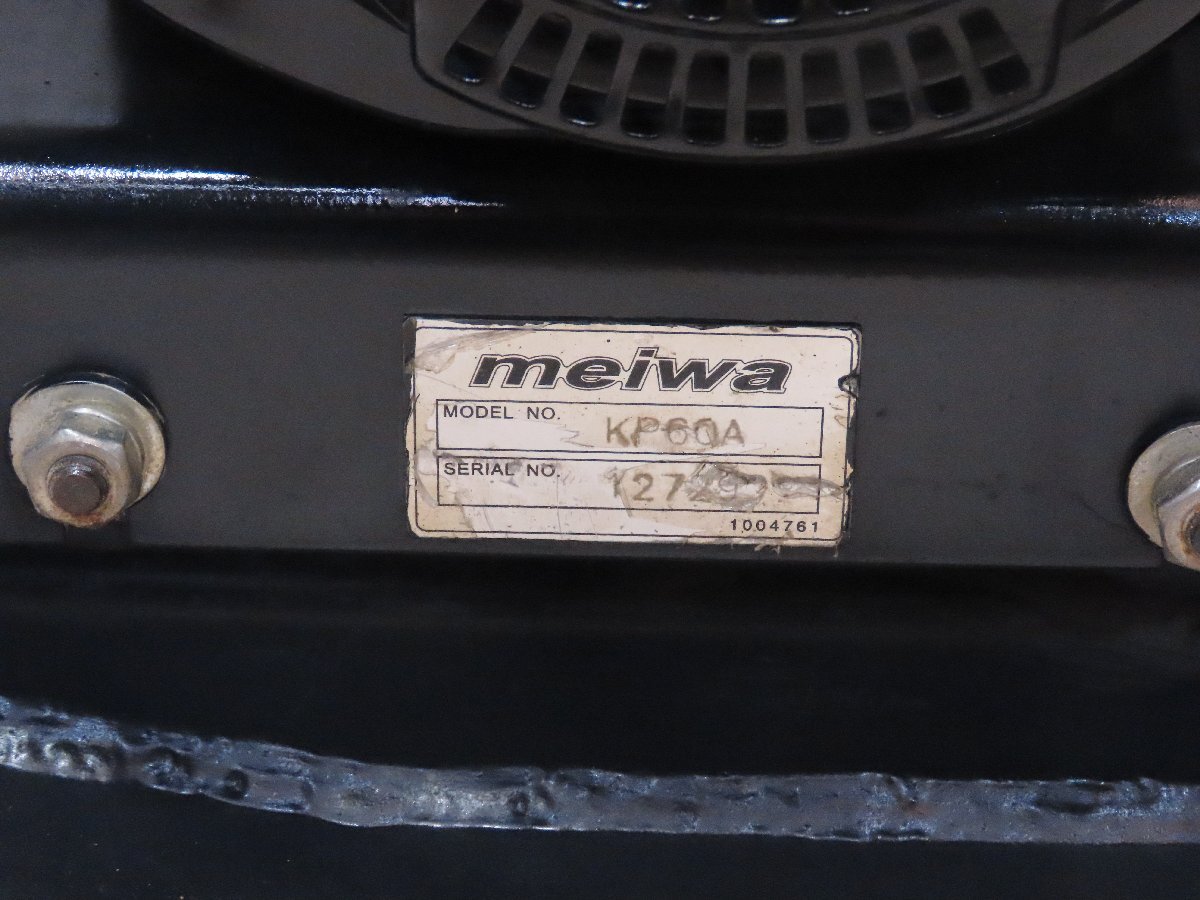 meiwa
MODEL NO.
KP60A
SERIAL NO.
1004761